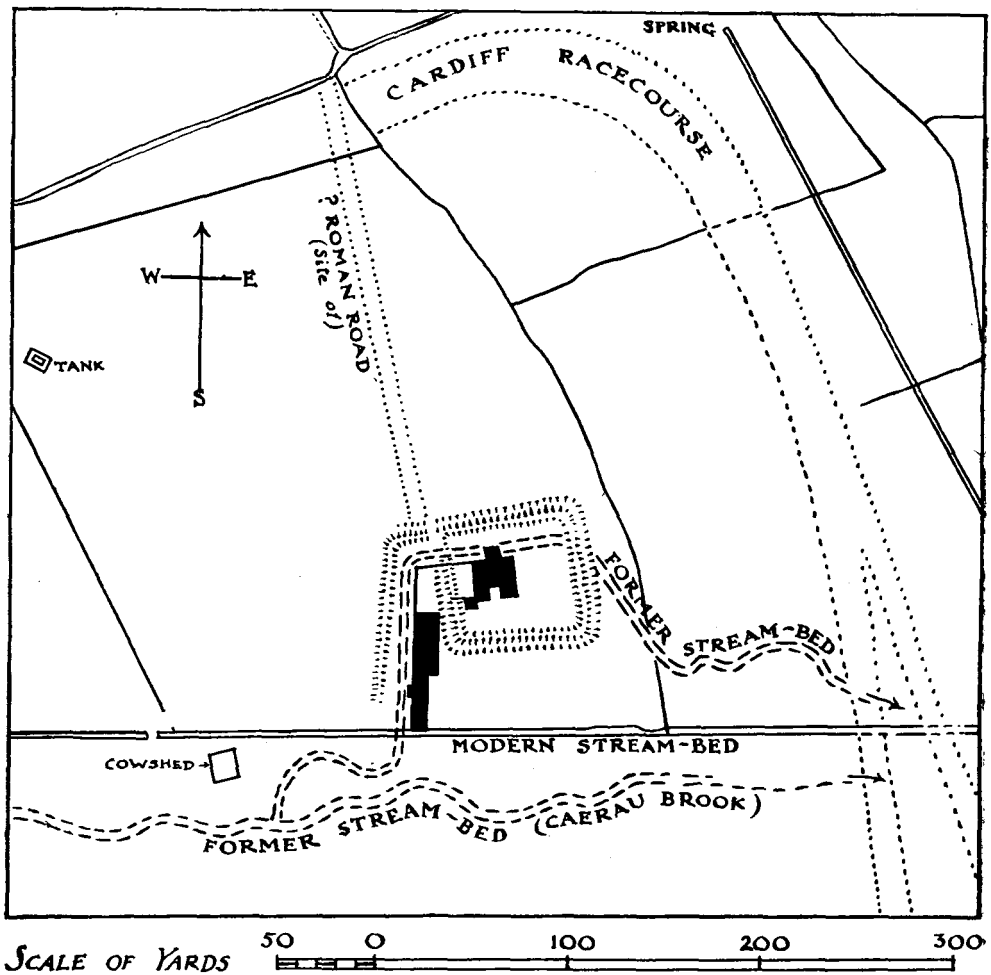 SPRING
CARDIFF RACECOURSE
? ROMAN ROAD
(Site of)
W E
S
TANK
FORMER STREAM-BED
MODERN STREAM-BED
COWSHED
FORMER STREAM-BED (CAERAU BROOK)
SCALE OF YARDS 50 0 100 200 300